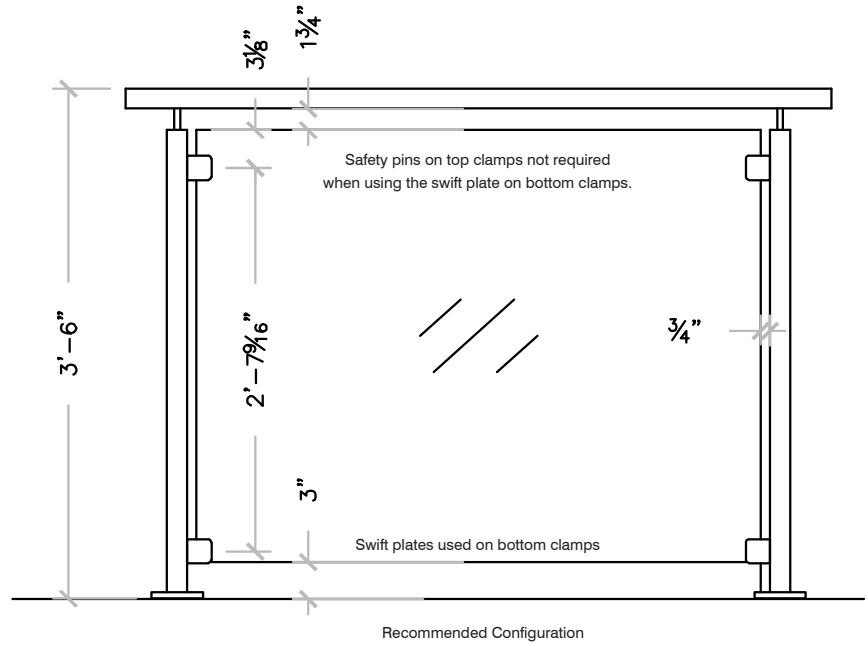 3⅛”
1¾”
Safety pins on top clamps not required
when using the swift plate on bottom clamps.
3’–6”
2’–7⁹⁄₁₆”
¾”
3”
Swift plates used on bottom clamps
Recommended Configuration